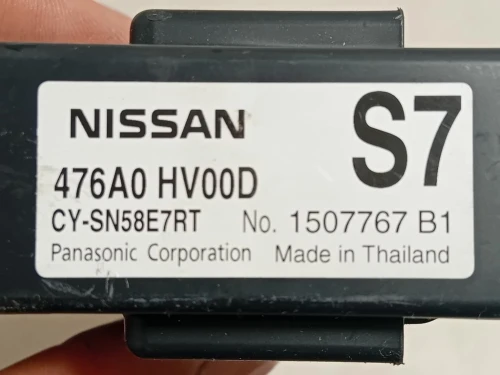 NISSAN S7
476A0 HV00D
CY-SN58E7RT No. 1507767 B1
Panasonic Corporation Made in Thailand